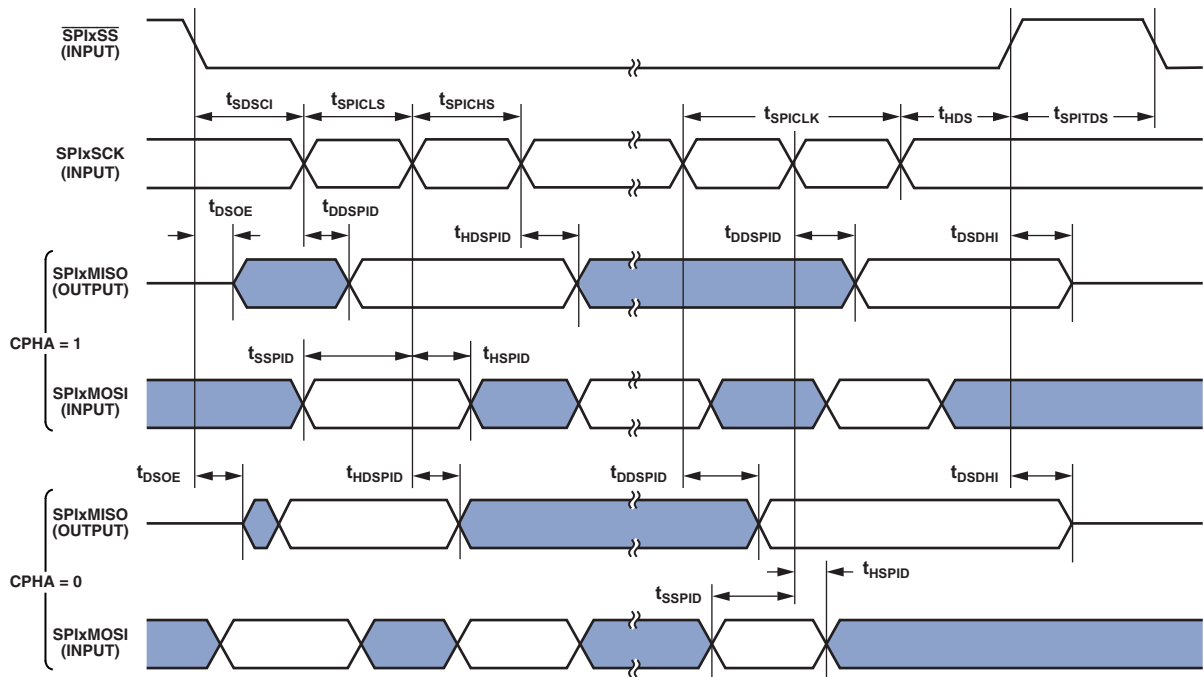 SPIxSS
(INPUT)
tSDSCI tSPICLS tSPICHS tSPICLK tHDS tSPITDS
SPIxSCK
(INPUT)
tDSOE tDDSPID tHDSPID tDDSPID tDSDHI
SPIxMISO
(OUTPUT)
CPHA = 1
tSSPID tHSPID
SPIxMOSI
(INPUT)
tDSOE tHDSPID tDDSPID tDSDHI
SPIxMISO
(OUTPUT)
CPHA = 0
tHSPID
tSSPID
SPIxMOSI
(INPUT)